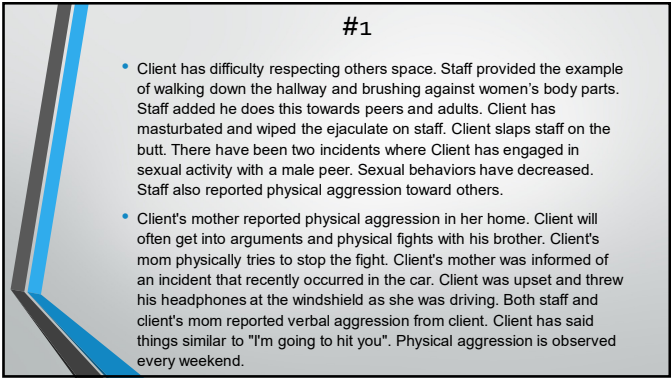 #1
• Client has difficulty respecting others space. Staff provided the example
of walking down the hallway and brushing against women's body parts.
Staff added he does this towards peers and adults. Client has
masturbated and wiped the ejaculate on staff. Client slaps staff on the
butt. There have been two incidents where Client has engaged in
sexual activity with a male peer. Sexual behaviors have decreased.
Staff also reported physical aggression toward others.
• Client's mother reported physical aggression in her home. Client will
often get into arguments and physical fights with his brother. Client's
mom physically tries to stop the fight. Client's mother was informed of
an incident that recently occurred in the car. Client was upset and threw
his headphones at the windshield as she was driving. Both staff and
client's mom reported verbal aggression from client. Client has said
things similar to "I'm going to hit you". Physical aggression is observed
every weekend.